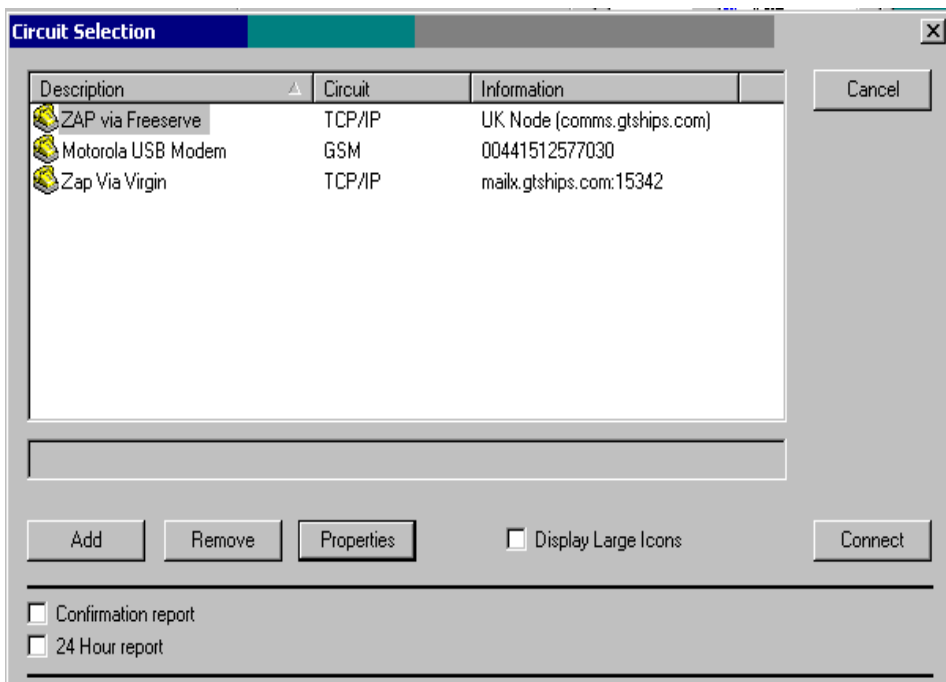 Circuit Selection
Description Circuit Information
Cancel
ZAP via Freeserve TCP/IP UK Node (comms.gtships.com)
Motorola USB Modem GSM 00441512577030
Zap Via Virgin TCP/IP mailx.gtships.com:15342
Add Remove Properties Display Large Icons Connect
Confirmation report
24 Hour report